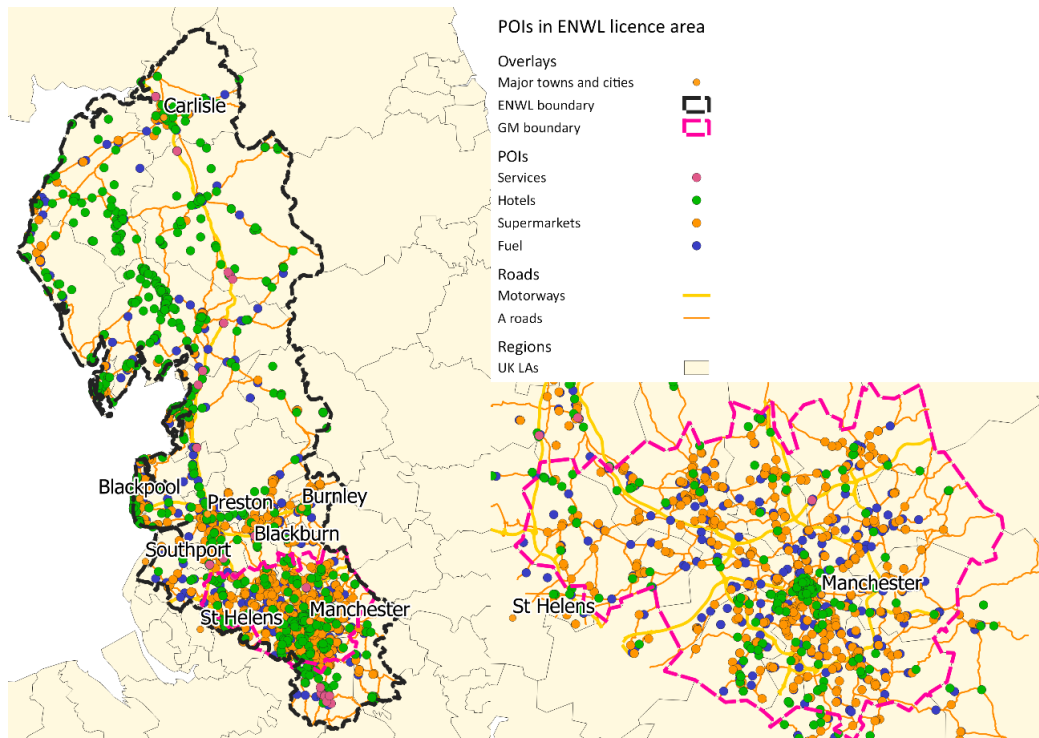 POIs in ENWL licence area
Overlays
Major towns and cities
ENWL boundary
GM boundary
POIs
Services
Hotels
Supermarkets
Fuel
Roads
Motorways
A roads
Regions
UK LAs
Carlisle
Blackpool
Preston
Burnley
Blackburn
Southport
St Helens
Manchester
Manchester
St Helens